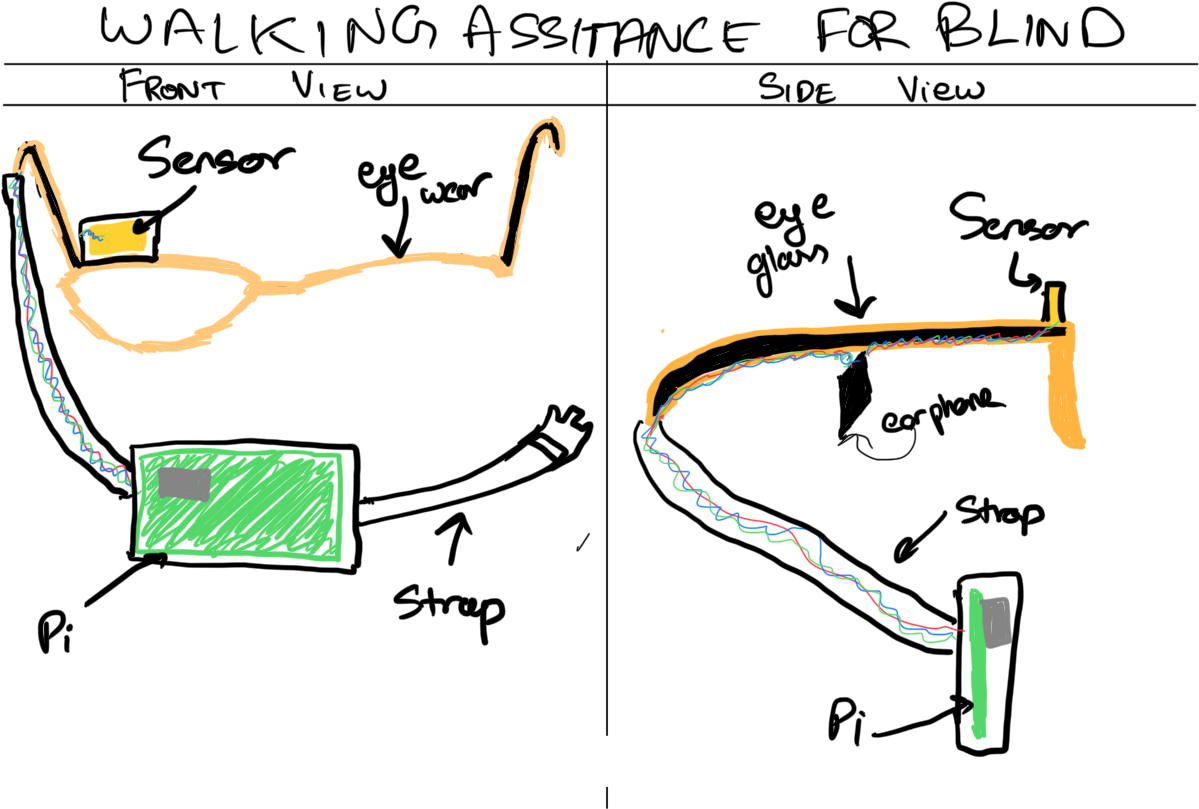 WALKING ASSITANCE FOR BLIND
FRONT VIEW
SIDE View
Sensor
eye
wear
Pi
Strap
eye
glass
Sensor
earphone
Strap
Pi